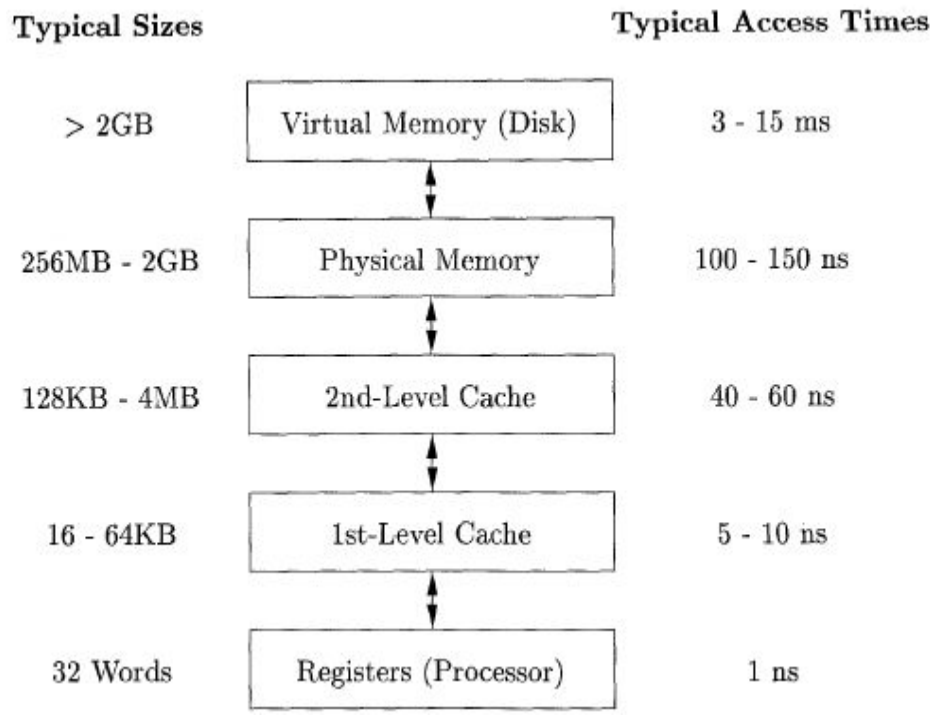 Typical Sizes Typical Access Times
> 2GB Virtual Memory (Disk) 3 - 15 ms
256MB - 2GB Physical Memory 100 - 150 ns
128KB - 4MB 2nd-Level Cache 40 - 60 ns
16 - 64KB 1st-Level Cache 5 - 10 ns
32 Words Registers (Processor) 1 ns